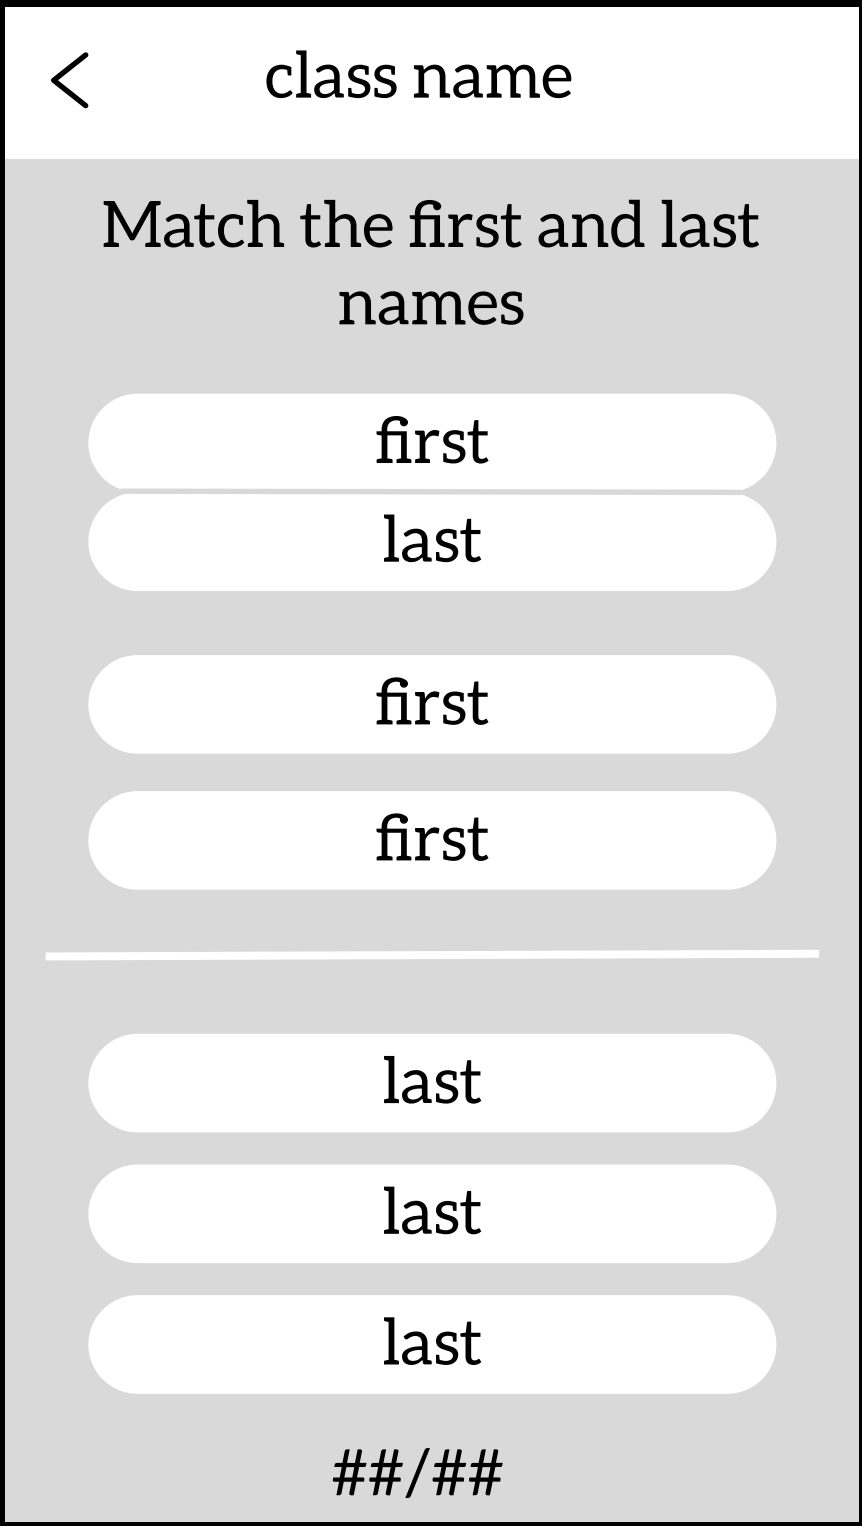 class name
Match the first and last
names
first
last
first
first
last
last
last
##/##